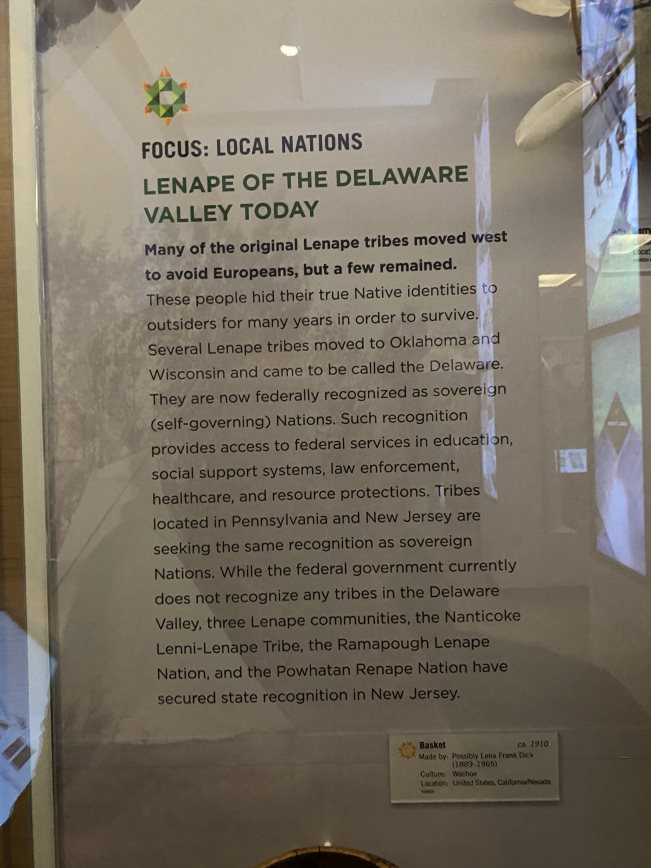 FOCUS: LOCAL NATIONS
LENAPE OF THE DELAWARE
VALLEY TODAY
Many of the original Lenape tribes moved west
to avoid Europeans, but a few remained.
These people hid their true Native identities to
outsiders for many years in order to survive.
Several Lenape tribes moved to Oklahoma and
Wisconsin and came to be called the Delaware.
They are now federally recognized as sovereign
(self-governing) Nations. Such recognition
provides access to federal services in education,
social support systems, law enforcement,
healthcare, and resource protections. Tribes
located in Pennsylvania and New Jersey are
seeking the same recognition as sovereign
Nations. While the federal government currently
does not recognize any tribes in the Delaware
Valley, three Lenape communities, the Nanticoke
Lenni-Lenape Tribe, the Ramapough Lenape
Nation, and the Powhatan Renape Nation have
secured state recognition in New Jersey.
Basket ca. 1910
Made by: Possibly Lena Frank Dick
(1889-1965)
Culture: Washoe
Location: United States, California/Nevada